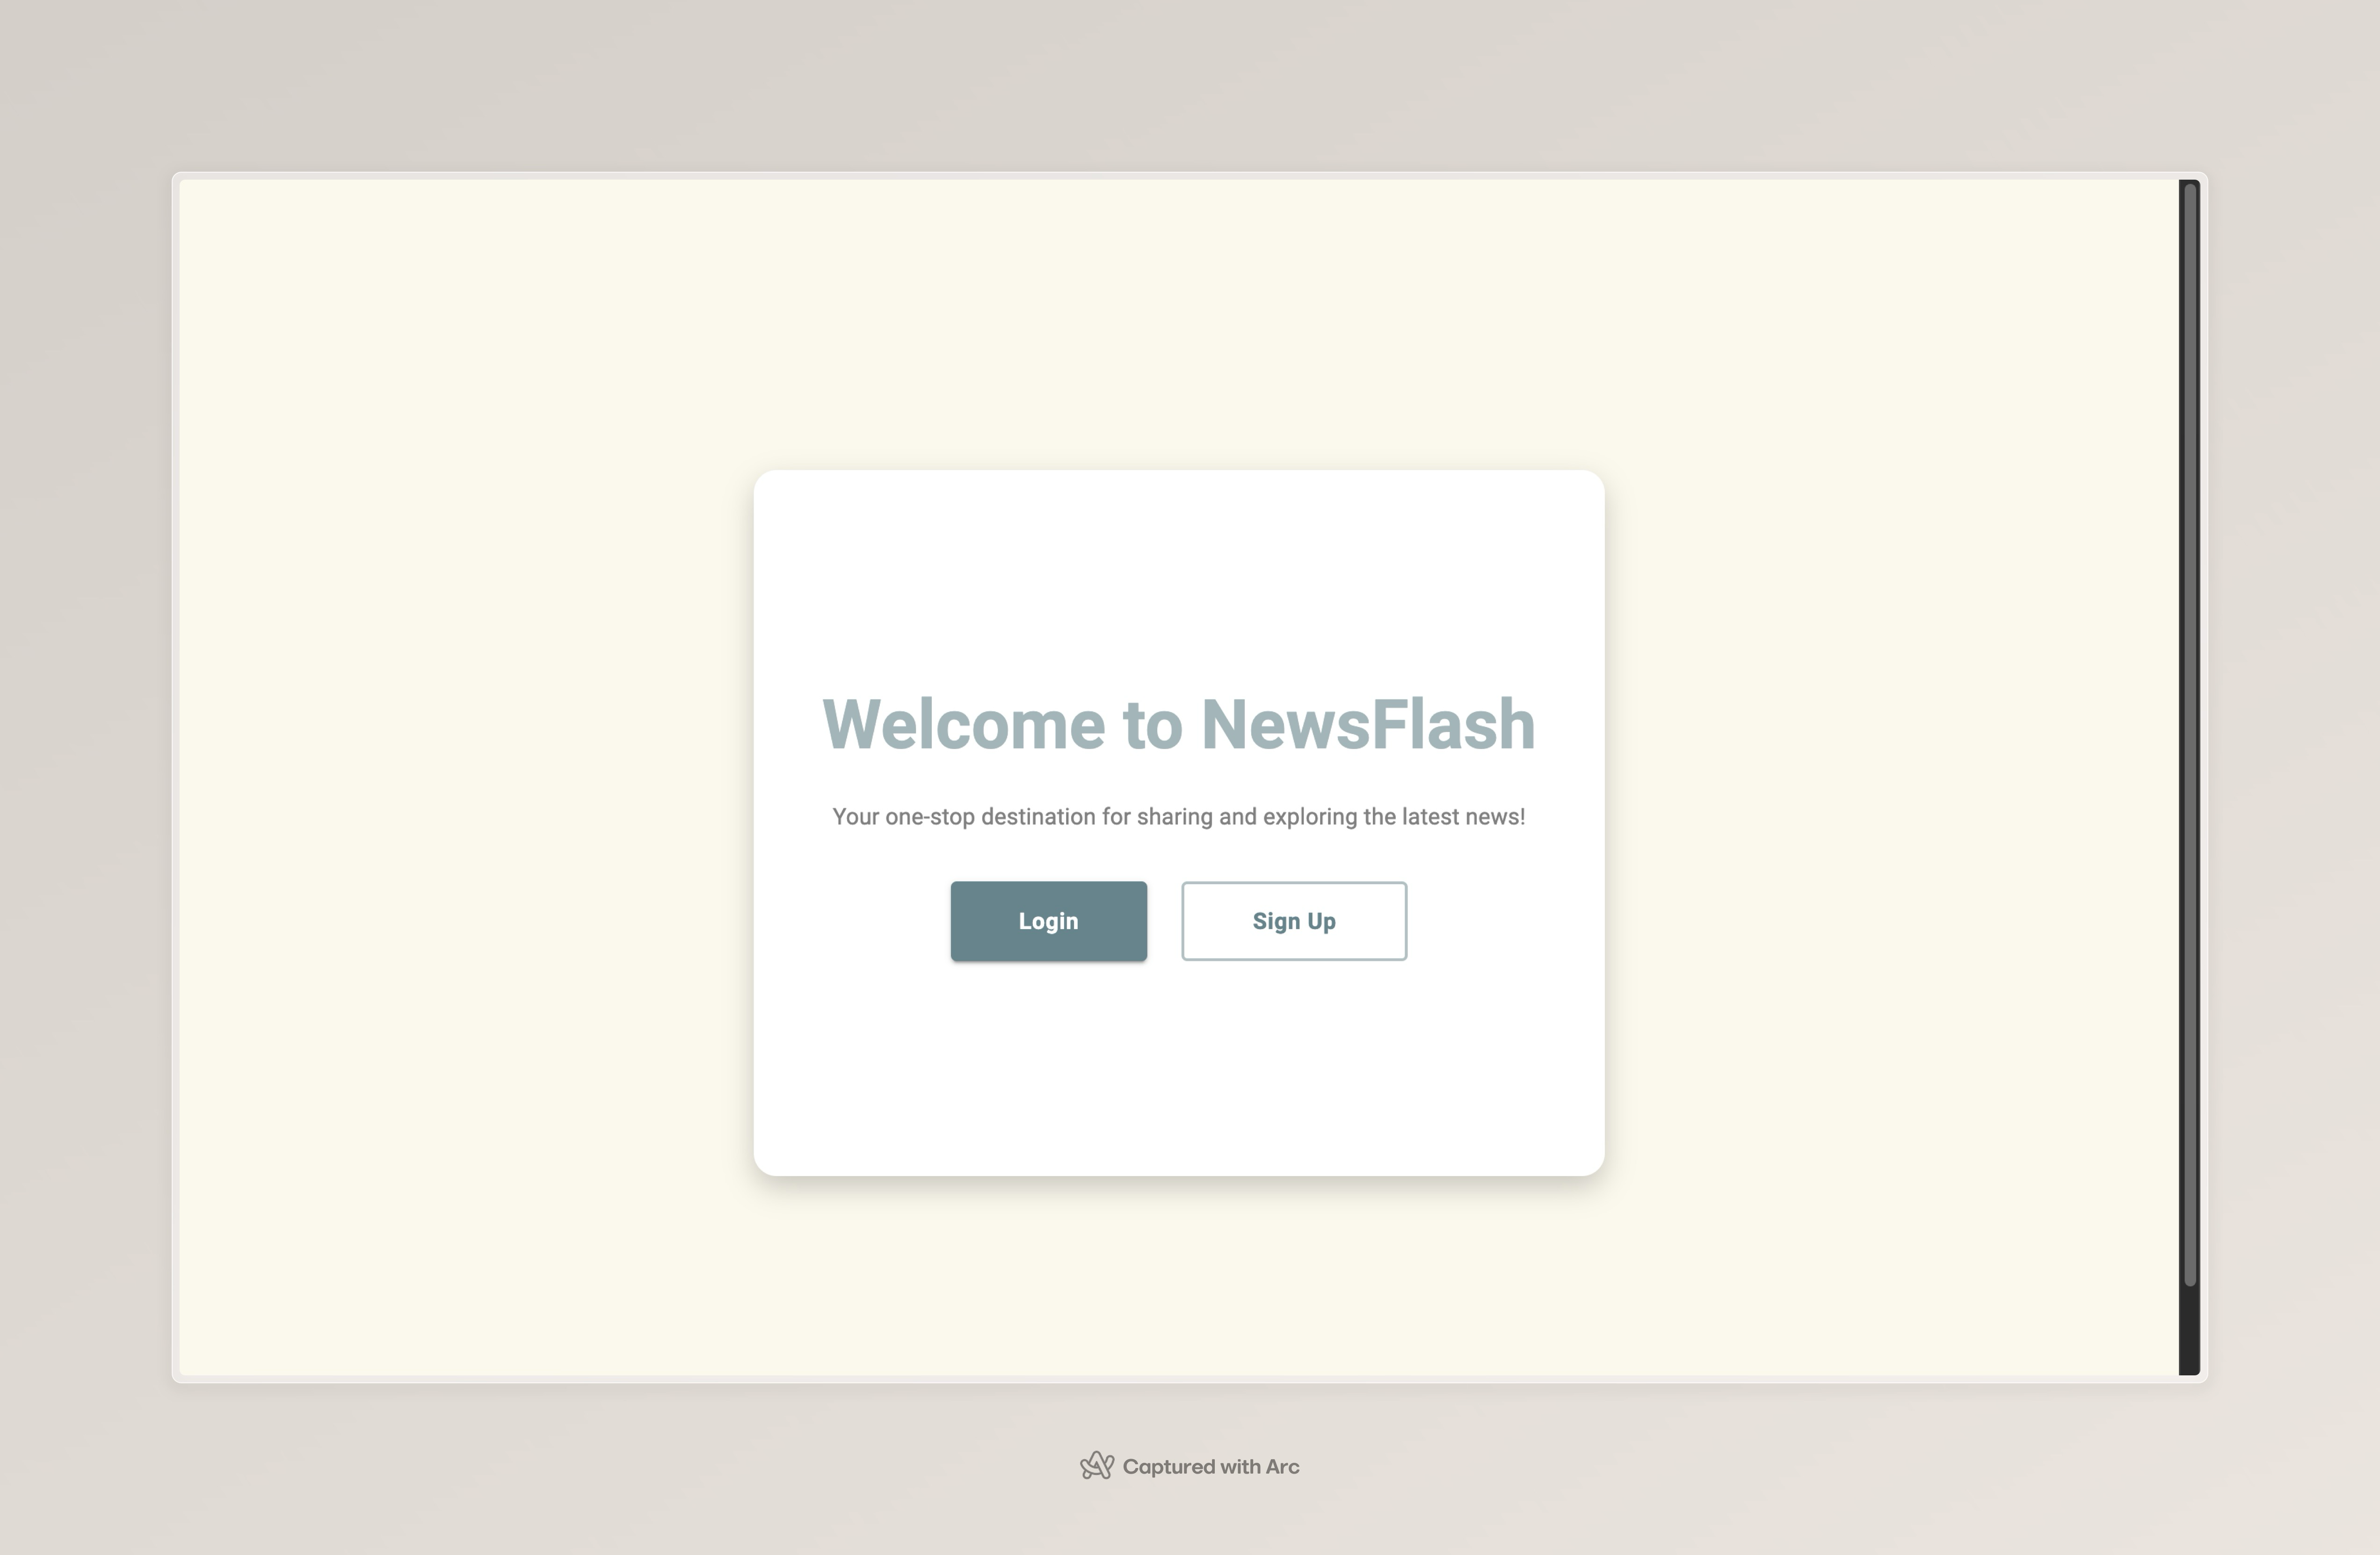 Welcome to NewsFlash
Your one-stop destination for sharing and exploring the latest news!
Login
Sign Up
Captured with Arc